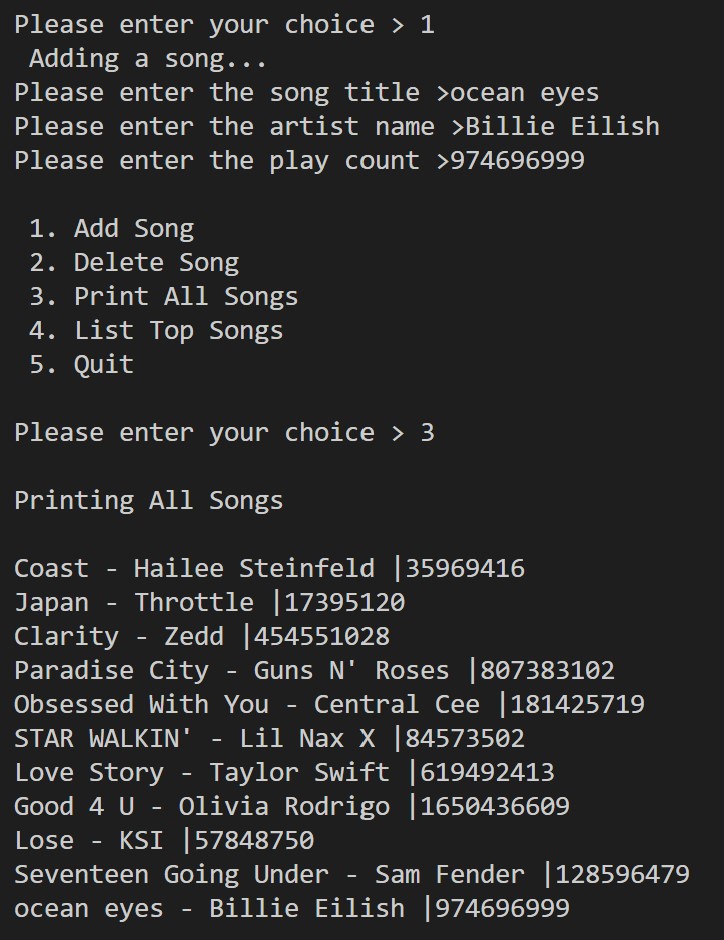 Please enter your choice > 1
Adding a song...
Please enter the song title >ocean eyes
Please enter the artist name >Billie Eilish
Please enter the play count >974696999
1. Add Song
2. Delete Song
3. Print All Songs
4. List Top Songs
5. Quit
Please enter your choice > 3
Printing All Songs
Coast - Hailee Steinfeld |35969416
Japan - Throttle |17395120
Clarity - Zedd |454551028
Paradise City - Guns N' Roses |807383102
Obsessed With You - Central Cee |181425719
STAR WALKIN' - Lil Nax X |84573502
Love Story - Taylor Swift |619492413
Good 4 U - Olivia Rodrigo |1650436609
Lose - KSI |57848750
Seventeen Going Under - Sam Fender |128596479
ocean eyes - Billie Eilish |974696999